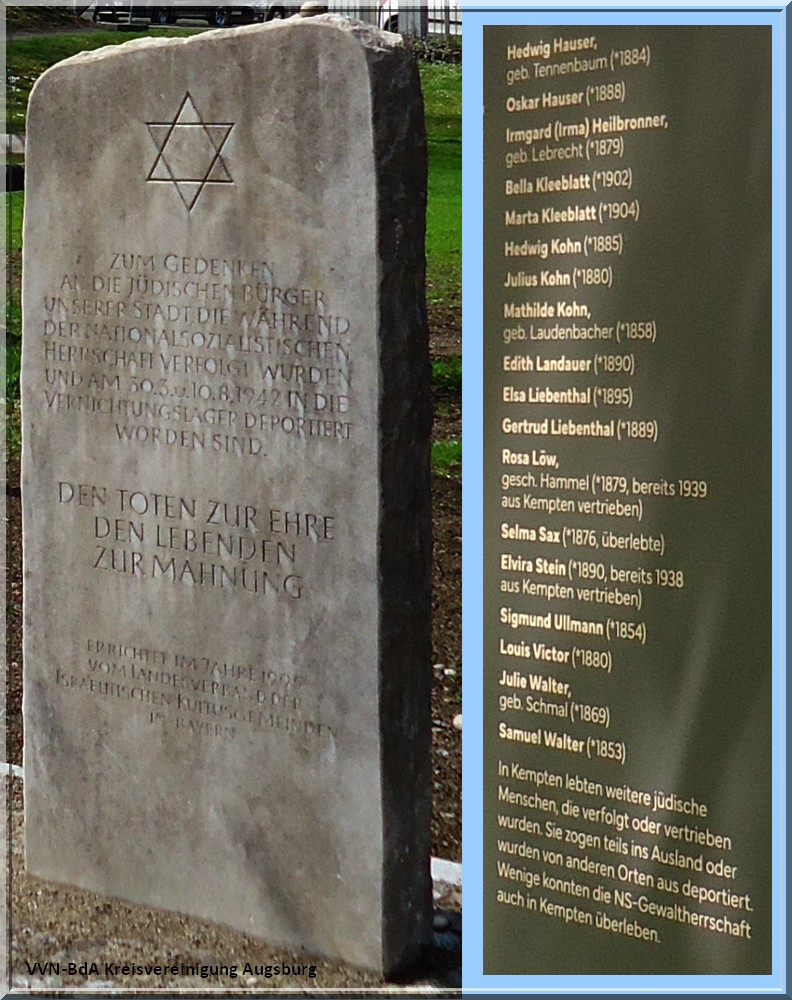 ZUM GEDENKEN
AN DIE JÜDISCHEN BÜRGER
UNSERER STADT DIE WÄHREND
DER NATIONALSOZIALISTISCHEN
HERRSCHAFT VERFOLGT WURDEN
UND AM 30.3.U.10.8.1942 IN DIE
VERNICHTUNGSLAGER DEPORTIERT
WORDEN SIND.
DEN TOTEN ZUR EHRE
DEN LEBENDEN
ZUR MAHNUNG
ERRICHTET IM JAHRE
VOM LANDESVERBAND DER
ISRAELITISCHEN KULTUSGEMEINDEN
IN BAYERN
VVN-BdA Kreisvereinigung Augsburg
Hedwig Hauser,
geb. Tennenbaum (*1884)
Oskar Hauser (*1888)
Irmgard (Irma) Heilbronner,
geb. Lebrecht (*1879)
Bella Kleeblatt (*1902)
Marta Kleeblatt (*1904)
Hedwig Kohn (*1885)
Julius Kohn (*1880)
Mathilde Kohn,
geb. Laudenbacher (*1858)
Edith Landauer (*1890)
Elsa Liebenthal (*1895)
Gertrud Liebenthal (*1889)
Rosa Löw,
gesch. Hammel (*1879, bereits 1939
aus Kempten vertrieben)
Selma Sax (*1876, überlebte)
Elvira Stein (*1890, bereits 1938
aus Kempten vertrieben)
Sigmund Ullmann (*1854)
Louis Victor (*1880)
Julie Walter,
geb. Schmal (*1869)
Samuel Walter (*1853)
In Kempten lebten weitere jüdische
Menschen, die verfolgt oder vertrieben
wurden. Sie zogen teils ins Ausland oder
wurden von anderen Orten aus deportiert.
Wenige konnten die NS-Gewaltherrschaft
auch in Kempten überleben.